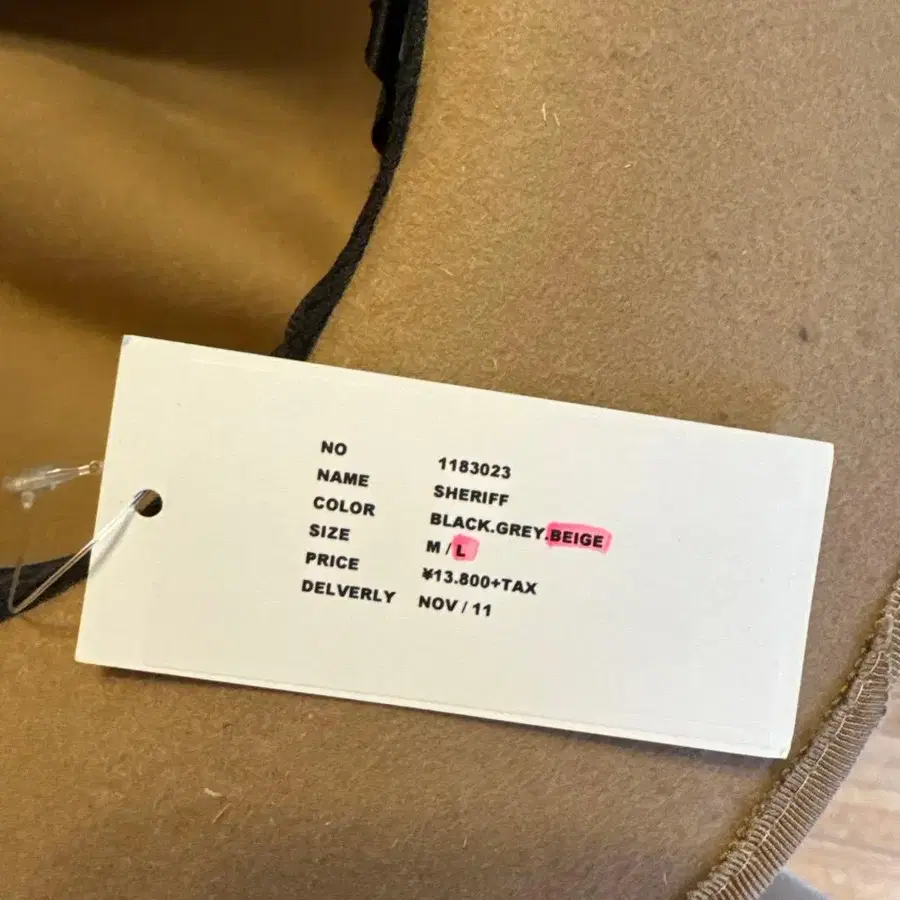 NO 1183023
NAME SHERIFF
COLOR BLACK.GREY.BEIGE
SIZE M / L
PRICE ¥13.800+TAX
DELVERLY NOV / 11